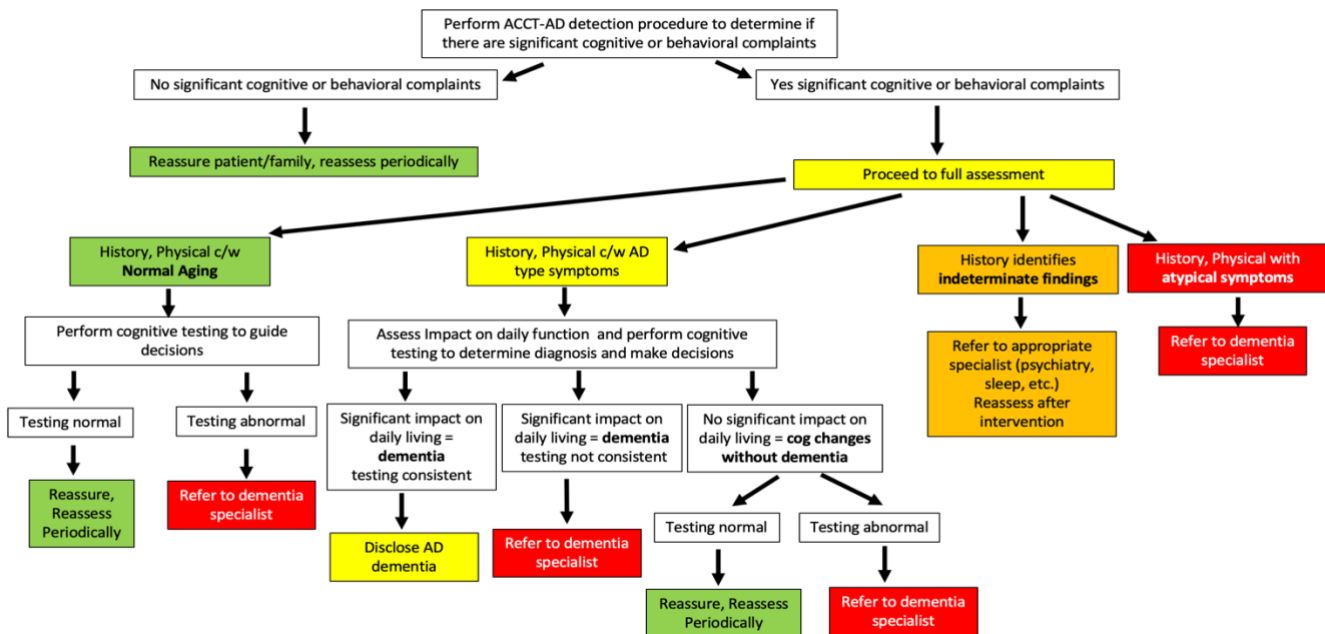 Perform ACCT-AD detection procedure to determine if
there are significant cognitive or behavioral complaints
No significant cognitive or behavioral complaints
Yes significant cognitive or behavioral complaints
Reassure patient/family, reassess periodically
Proceed to full assessment
History, Physical c/w
Normal Aging
History, Physical c/w AD
type symptoms
History identifies
indeterminate findings
History, Physical with
atypical symptoms
Perform cognitive testing to guide
decisions
Assess Impact on daily function and perform cognitive
testing to determine diagnosis and make decisions
Refer to appropriate
specialist (psychiatry,
sleep, etc.)
Reassess after
intervention
Refer to dementia
specialist
Testing normal
Testing abnormal
Significant impact on
daily living =
dementia
testing consistent
Significant impact on
daily living = dementia
testing not consistent
No significant impact on
daily living = cog changes
without dementia
Reassure,
Reassess
Periodically
Refer to dementia
specialist
Disclose AD
dementia
Refer to dementia
specialist
Testing normal
Testing abnormal
Reassure, Reassess
Periodically
Refer to dementia
specialist